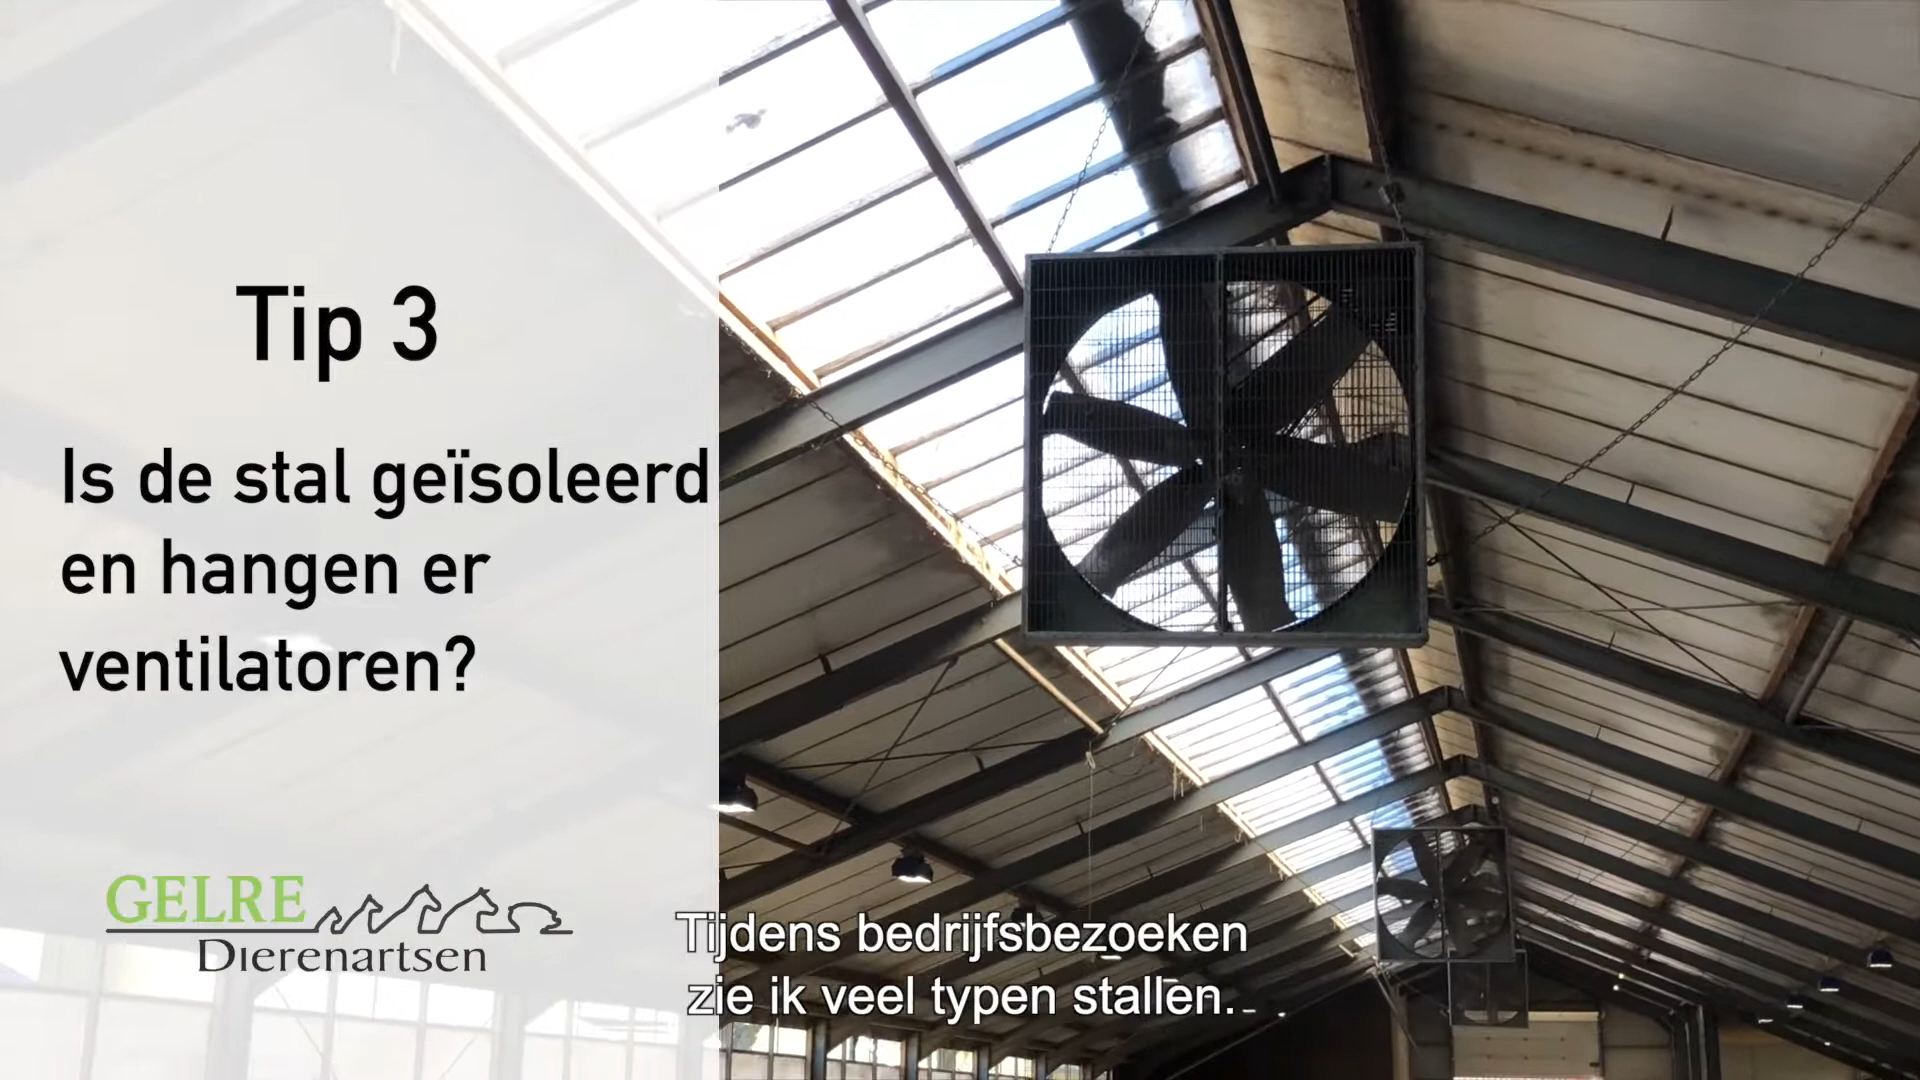 Tip 3
Is de stal geïsoleerd
en hangen er
ventilatoren?
GELRE
Dierenartsen
Tijdens bedrijfsbezoeken
zie ik veel typen stallen.